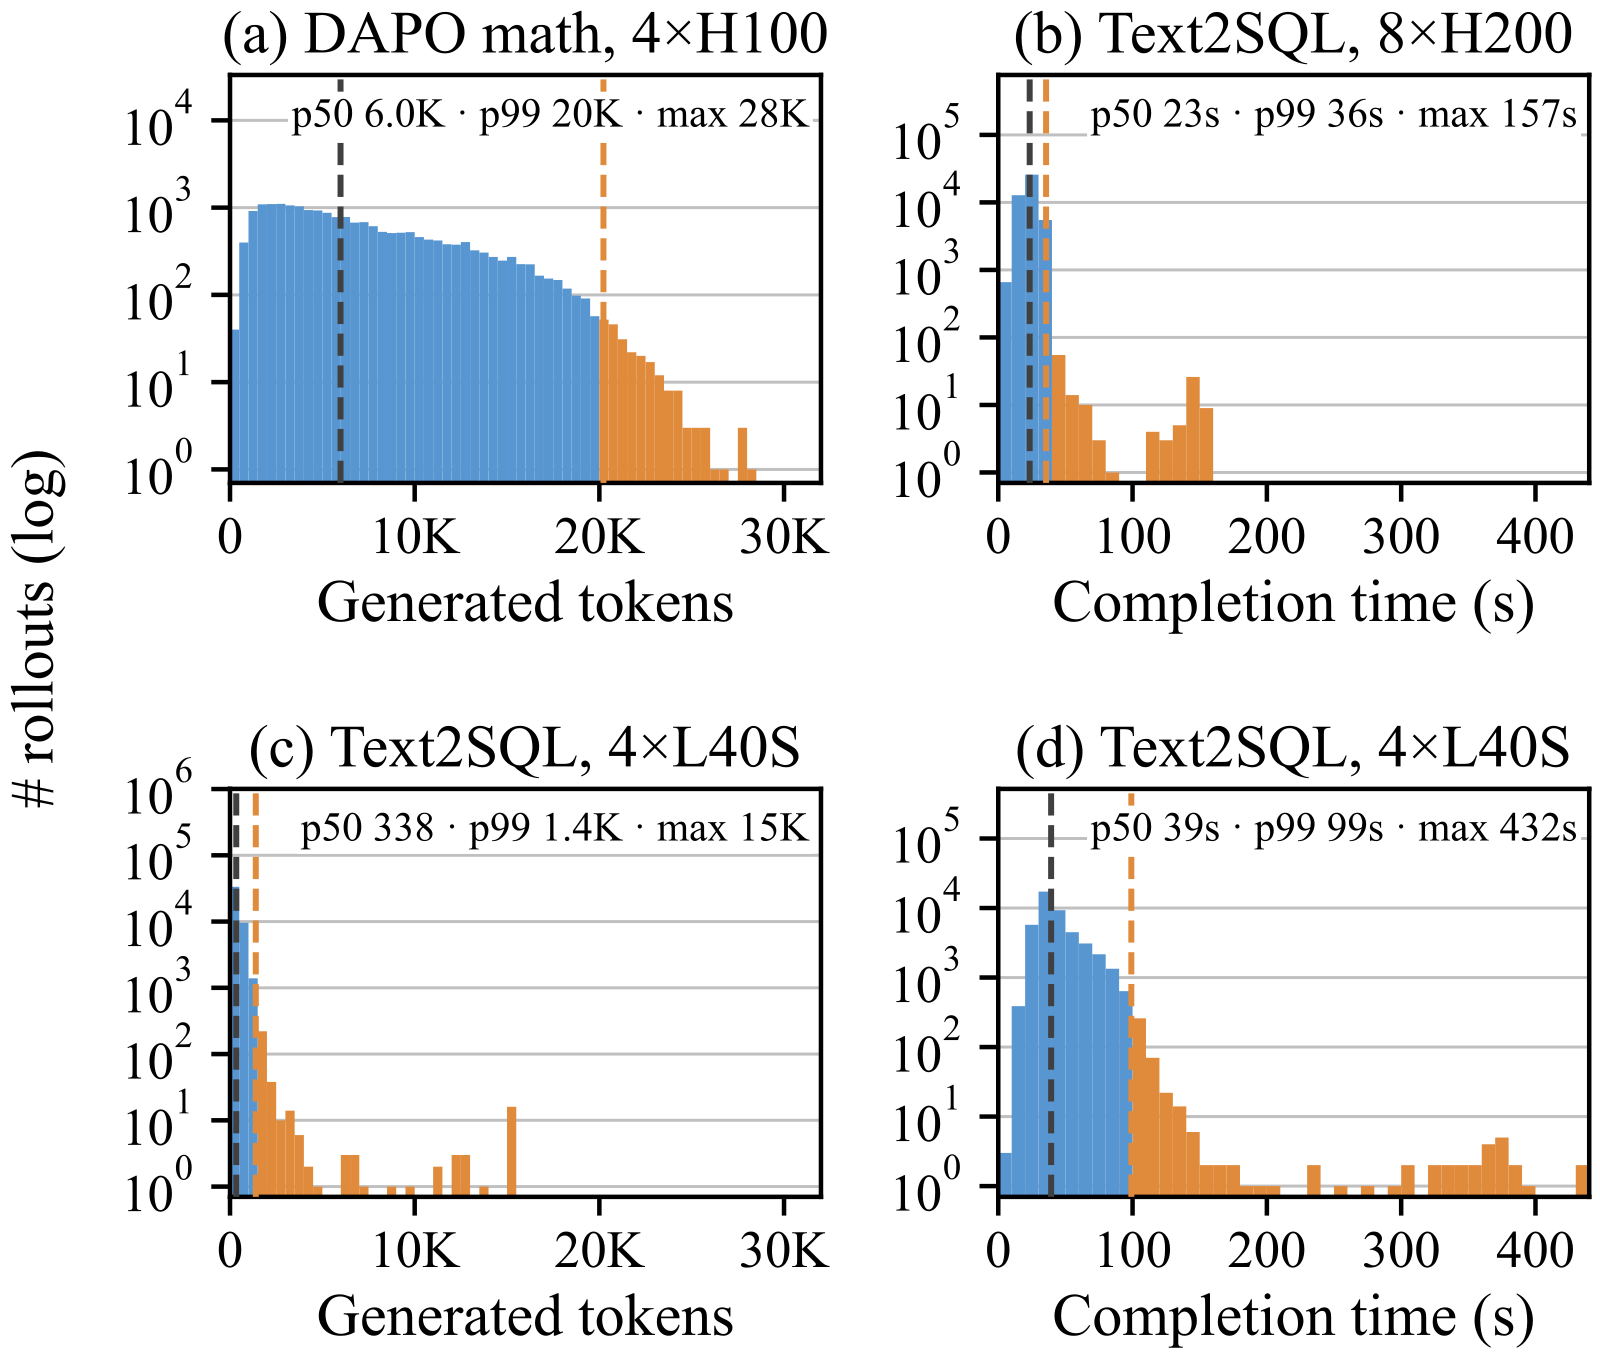 (a) DAPO math, 4×H100
p50 6.0K · p99 20K · max 28K
10^4
10^3
10^2
10^1
10^0
0 10K 20K 30K
Generated tokens
(b) Text2SQL, 8×H200
p50 23s · p99 36s · max 157s
10^5
10^4
10^3
10^2
10^1
10^0
0 100 200 300 400
Completion time (s)
# rollouts (log)
(c) Text2SQL, 4×L40S
p50 338 · p99 1.4K · max 15K
10^6
10^5
10^4
10^3
10^2
10^1
10^0
0 10K 20K 30K
Generated tokens
(d) Text2SQL, 4×L40S
p50 39s · p99 99s · max 432s
10^5
10^4
10^3
10^2
10^1
10^0
0 100 200 300 400
Completion time (s)